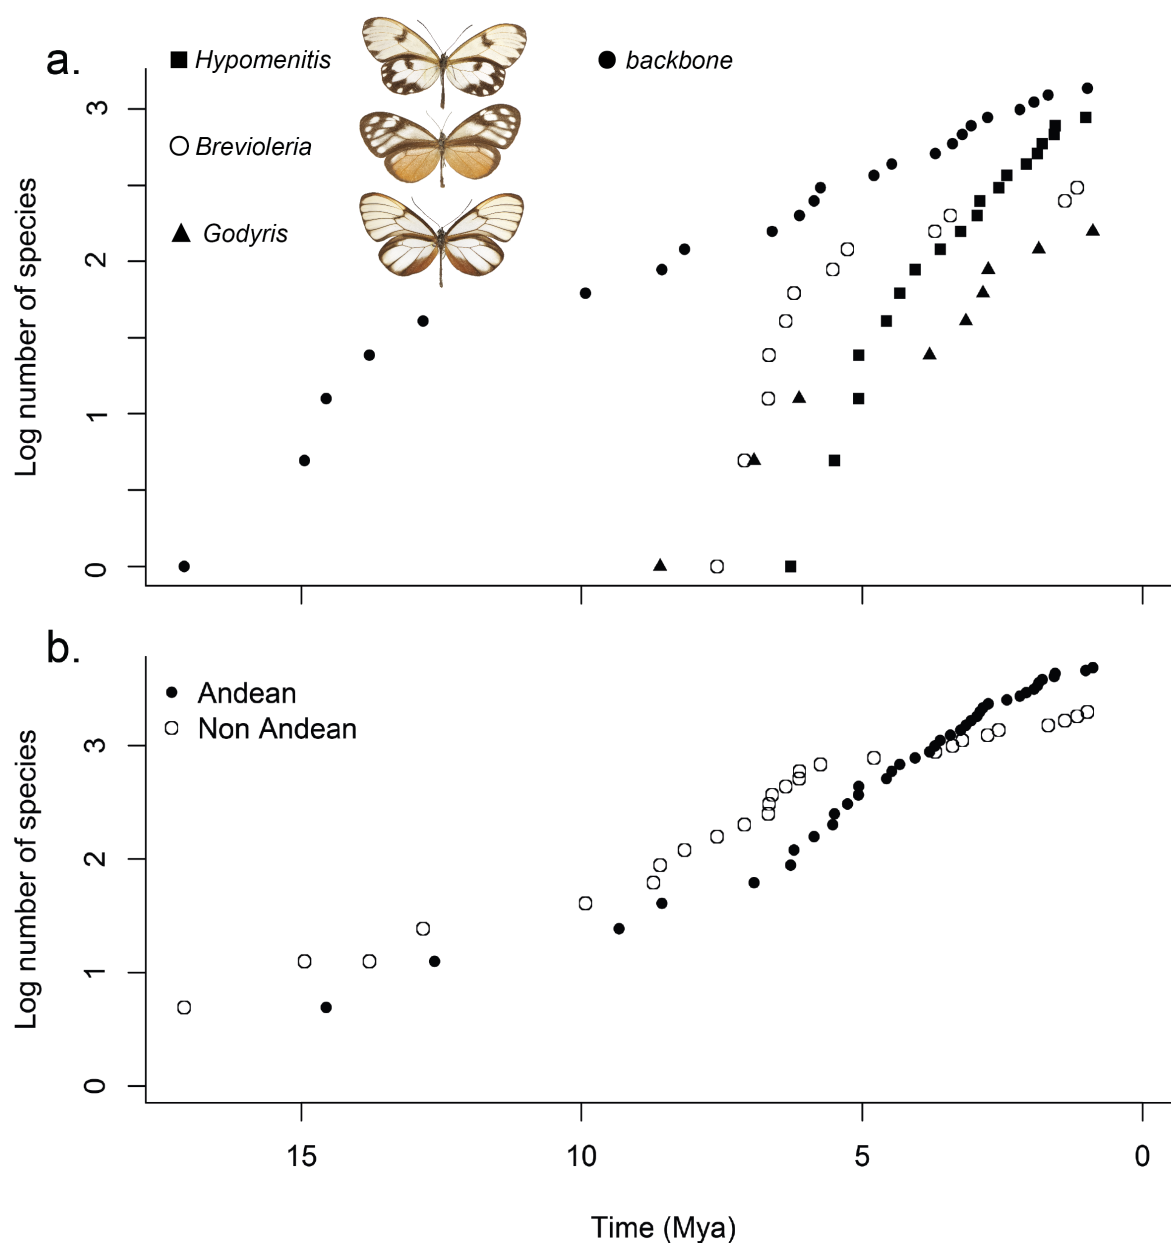 a.
Hypomenitis
backbone
Brevioleria
Godyris
Log number of species
3
2
1
0
b.
Andean
Non Andean
Log number of species
3
2
1
0
15 10 5 0
Time (Mya)